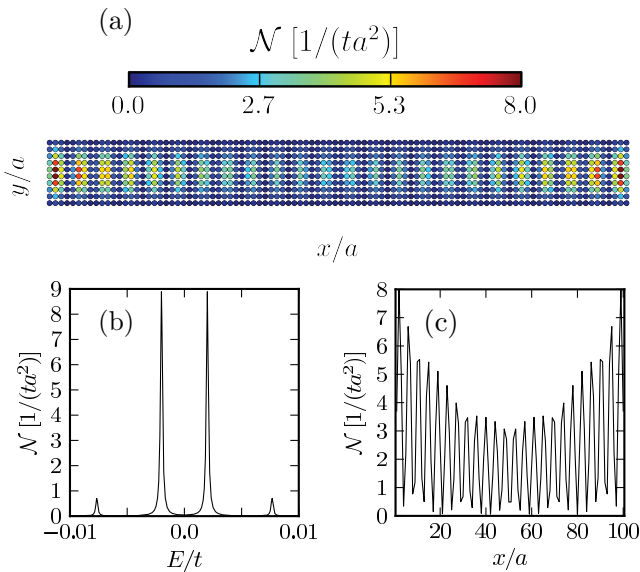 (a)
𝒩 [1/(ta²)]
0.0 2.7 5.3 8.0
y/a
x/a
(b)
𝒩 [1/(ta²)]
9
8
7
6
5
4
3
2
1
0
-0.01 0.0 0.01
E/t
(c)
𝒩 [1/(ta²)]
8
7
6
5
4
3
2
1
0
20 40 60 80 100
x/a